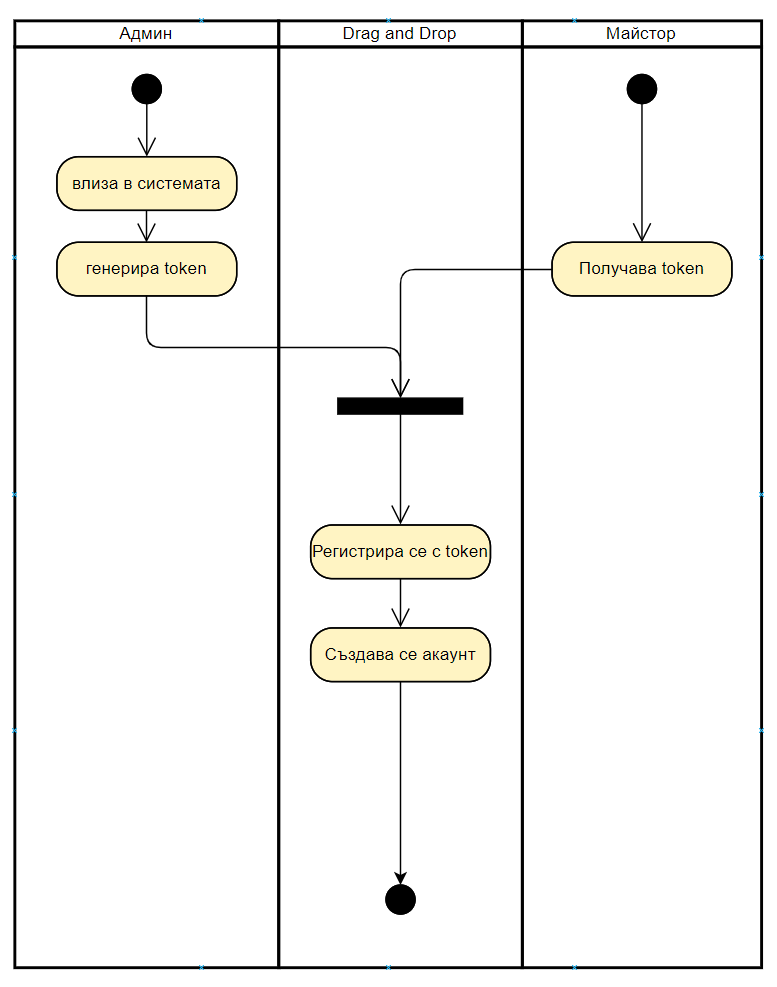 Админ
Drag and Drop
Майстор
влиза в системата
генерира token
Получава token
Регистрира се с token
Създава се акаунт